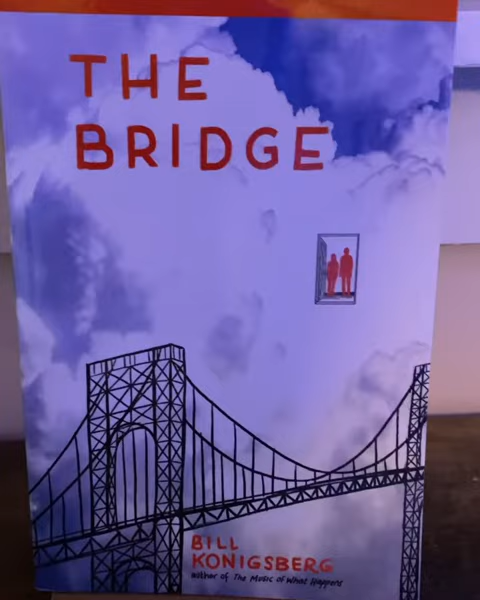 THE
BRIDGE
BILL
KONIGSBERG
author of The Music of What Happens